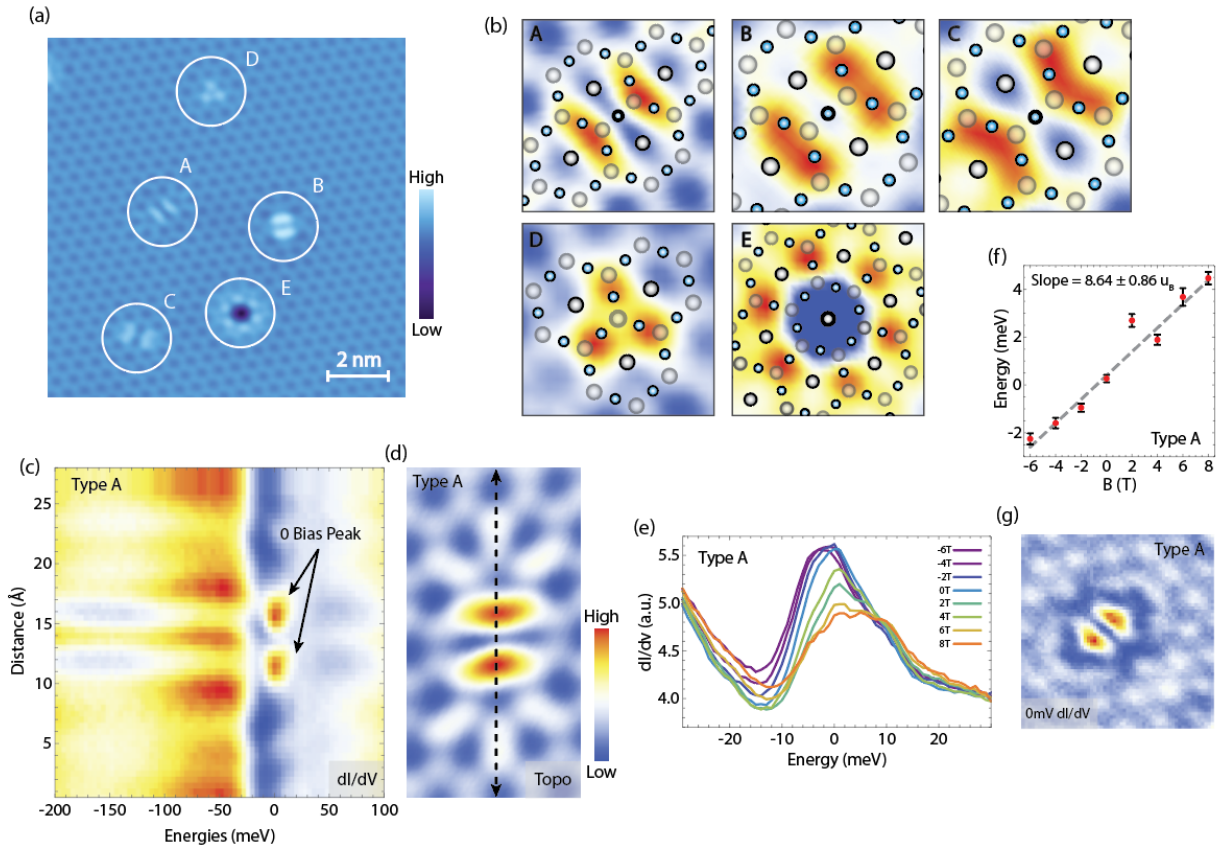 (a)
D
A
B
C
E
High
Low
2 nm
(b)
A
B
C
D
E
(f)
Slope = 8.64 ± 0.86 uB
Energy (meV)
4
2
0
-2
Type A
-6 -4 -2 0 2 4 6 8
B (T)
(c)
Type A
0 Bias Peak
Distance (Å)
25
20
15
10
5
dI/dV
-200 -150 -100 -50 0 50 100
Energies (meV)
(d)
Type A
Topo
High
Low
(e)
Type A
dI/dv (a.u.)
5.5
5.0
4.5
4.0
-6T
-4T
-2T
0T
2T
4T
6T
8T
-20 -10 0 10 20
Energy (meV)
(g)
Type A
0mV dI/dV